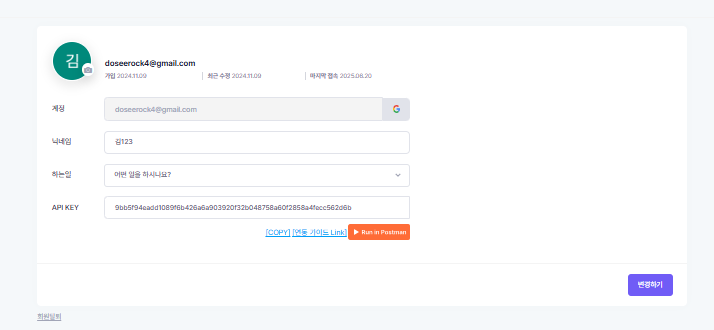 김
doseerock4@gmail.com
가입 2024.11.09 | 최근 수정 2024.11.09 | 마지막 접속 2025.06.20
계정 doseerock4@gmail.com
닉네임 김123
하는일 어떤 일을 하시나요?
API KEY 9bb5f94eadd1089f6b426a6a903920f32b048758a60f2858a4fecc562d6b
[COPY] [연동 가이드 Link] Run in Postman
변경하기
회원탈퇴